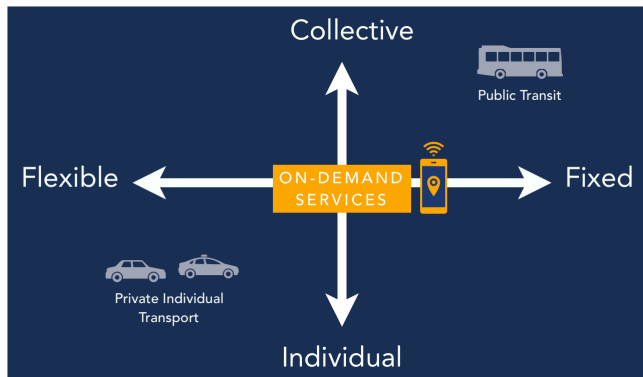 Collective
Public Transit
Flexible
ON-DEMAND
SERVICES
Fixed
Private Individual
Transport
Individual